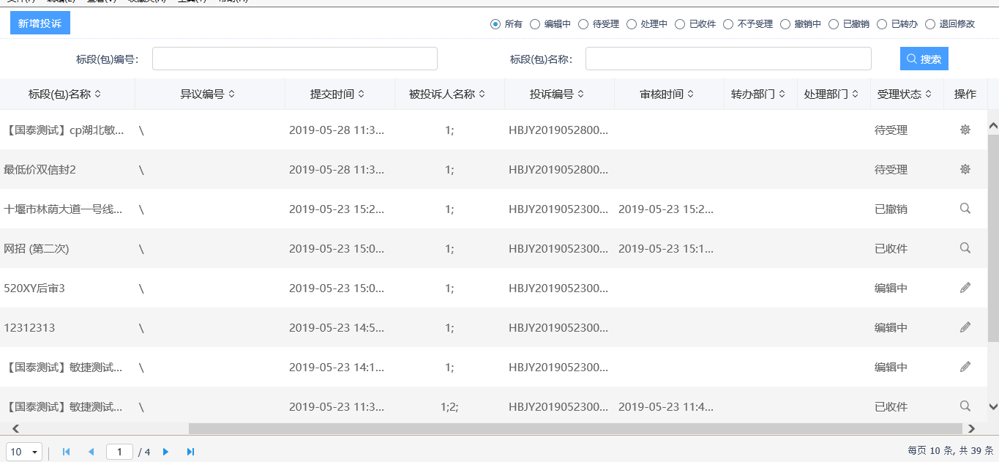 新增投诉 所有 编辑中 待受理 处理中 已收件 不予受理 撤销中 已撤销 已转办 退回修改
标段(包)编号: 标段(包)名称: 搜索
标段(包)名称 异议编号 提交时间 被投诉人名称 投诉编号 审核时间 转办部门 处理部门 受理状态 操作
【国泰测试】cp湖北敏... \ 2019-05-28 11:3... 1; HBJY2019052800... 待受理
最低价双信封2 \ 2019-05-28 11:3... 1; HBJY2019052800... 待受理
十堰市林荫大道一号线... \ 2019-05-23 15:2... 1; HBJY2019052300... 2019-05-23 15:2... 已撤销
网招 (第二次) \ 2019-05-23 15:0... 1; HBJY2019052300... 2019-05-23 15:1... 已收件
520XY后审3 \ 2019-05-23 15:0... 1; HBJY2019052300... 编辑中
12312313 \ 2019-05-23 14:5... 1; HBJY2019052300... 编辑中
【国泰测试】敏捷测试... \ 2019-05-23 14:1... 1; HBJY2019052300... 编辑中
【国泰测试】敏捷测试... \ 2019-05-23 11:3... 1;2; HBJY2019052300... 2019-05-23 11:4... 已收件
10 1 / 4 每页 10 条, 共 39 条